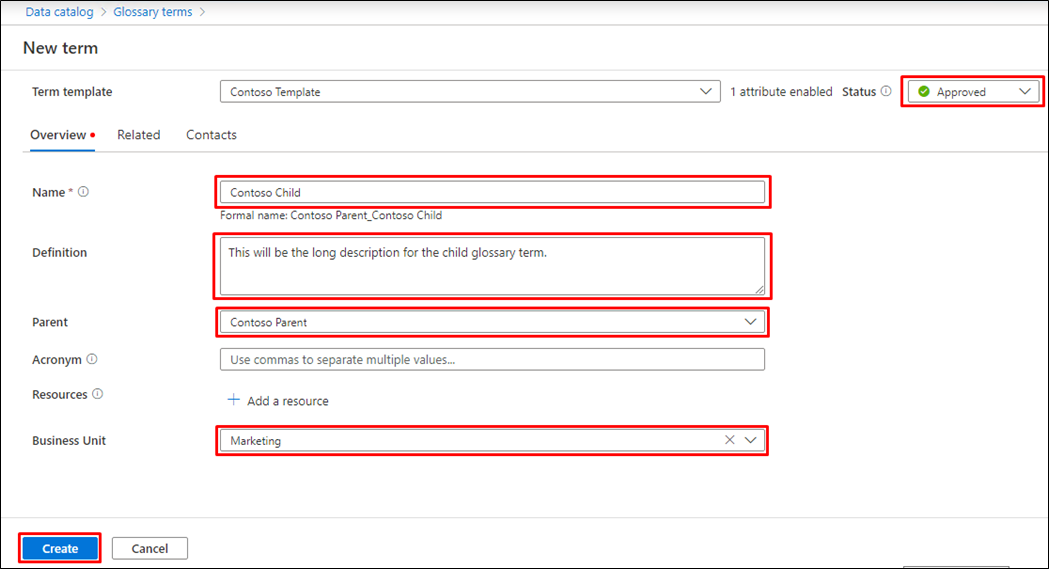 Data catalog > Glossary terms >
New term
Term template Contoso Template 1 attribute enabled Status Approved
Overview Related Contacts
Name * Contoso Child
Formal name: Contoso Parent_Contoso Child
Definition This will be the long description for the child glossary term.
Parent Contoso Parent
Acronym Use commas to separate multiple values...
Resources + Add a resource
Business Unit Marketing
Create Cancel